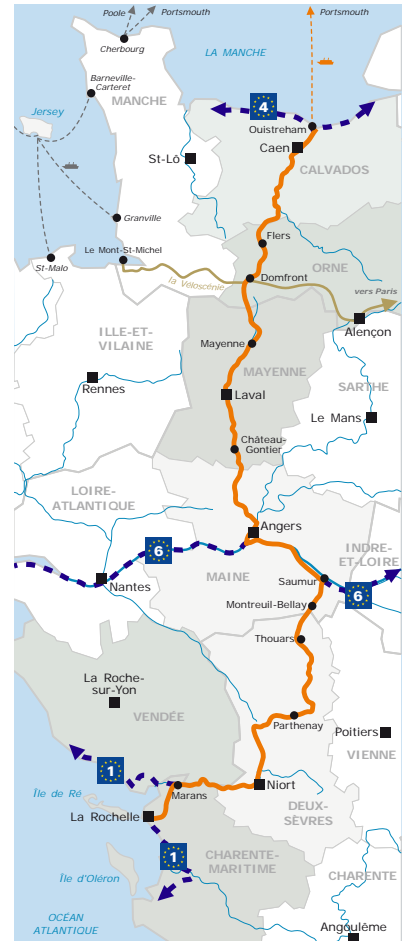 Poole
Portsmouth
Portsmouth
Cherbourg
LA MANCHE
Barneville-
Carteret
MANCHE
4
Jersey
Ouistreham
Caen
St-Lô
CALVADOS
Granville
Flers
Le Mont-St-Michel
ORNE
St-Malo
Domfront
la Véloscénie
vers Paris
Alençon
ILLE-ET-
VILAINE
Mayenne
MAYENNE
Rennes
Laval
SARTHE
Le Mans
Château-
Gontier
LOIRE-
ATLANTIQUE
Angers
6
INDRE-
ET-LOIRE
MAINE
Saumur
Nantes
6
Montreuil-Bellay
Thouars
La Roche-
sur-Yon
VENDÉE
Parthenay
Poitiers
VIENNE
1
Île de Ré
Marans
Niort
La Rochelle
DEUX-
SÈVRES
1
CHARENTE-
MARITIME
Île d'Oléron
CHARENTE
OCÉAN
ATLANTIQUE
Angoulême